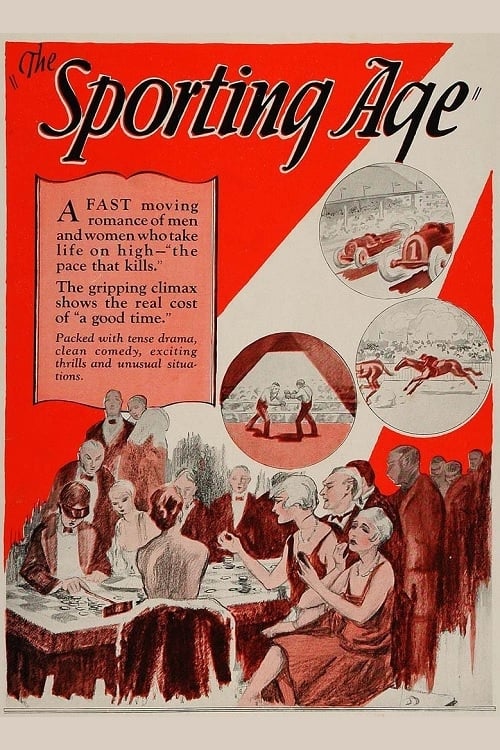 "The
Sporting Age"
A FAST moving
romance of men
and women who take
life on high—"the
pace that kills."
The gripping climax
shows the real cost
of "a good time."
Packed with tense drama,
clean comedy, exciting
thrills and unusual situa-
tions.
1